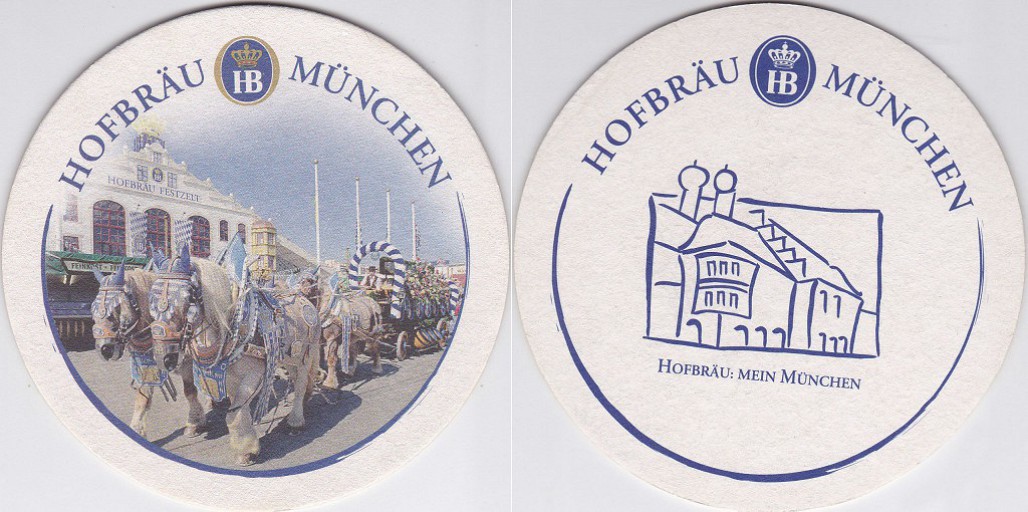 HOFBRÄU HB MÜNCHEN
HOFBRÄU FESTZELT
HOFBRÄU HB MÜNCHEN
HOFBRÄU: MEIN MÜNCHEN